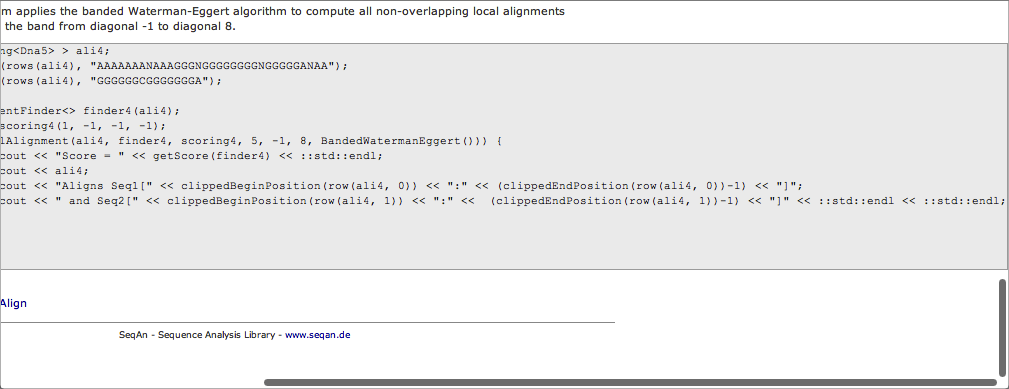 m applies the banded Waterman-Eggert algorithm to compute all non-overlapping local alignments
the band from diagonal -1 to diagonal 8.
ng<Dna5> > ali4;
(rows(ali4), "AAAAAAANAAAGGGNGGGGGGGGNGGGGGANAA");
(rows(ali4), "GGGGGGCGGGGGGGA");
entFinder<> finder4(ali4);
scoring4(1, -1, -1, -1);
lAlignment(ali4, finder4, scoring4, 5, -1, 8, BandedWatermanEggert())) {
cout << "Score = " << getScore(finder4) << ::std::endl;
cout << ali4;
cout << "Aligns Seq1[" << clippedBeginPosition(row(ali4, 0)) << ":" << (clippedEndPosition(row(ali4, 0))-1) << "]";
cout << " and Seq2[" << clippedBeginPosition(row(ali4, 1)) << ":" <<  (clippedEndPosition(row(ali4, 1))-1) << "]" << ::std::endl << ::std::endl;
Align
SeqAn - Sequence Analysis Library - www.seqan.de